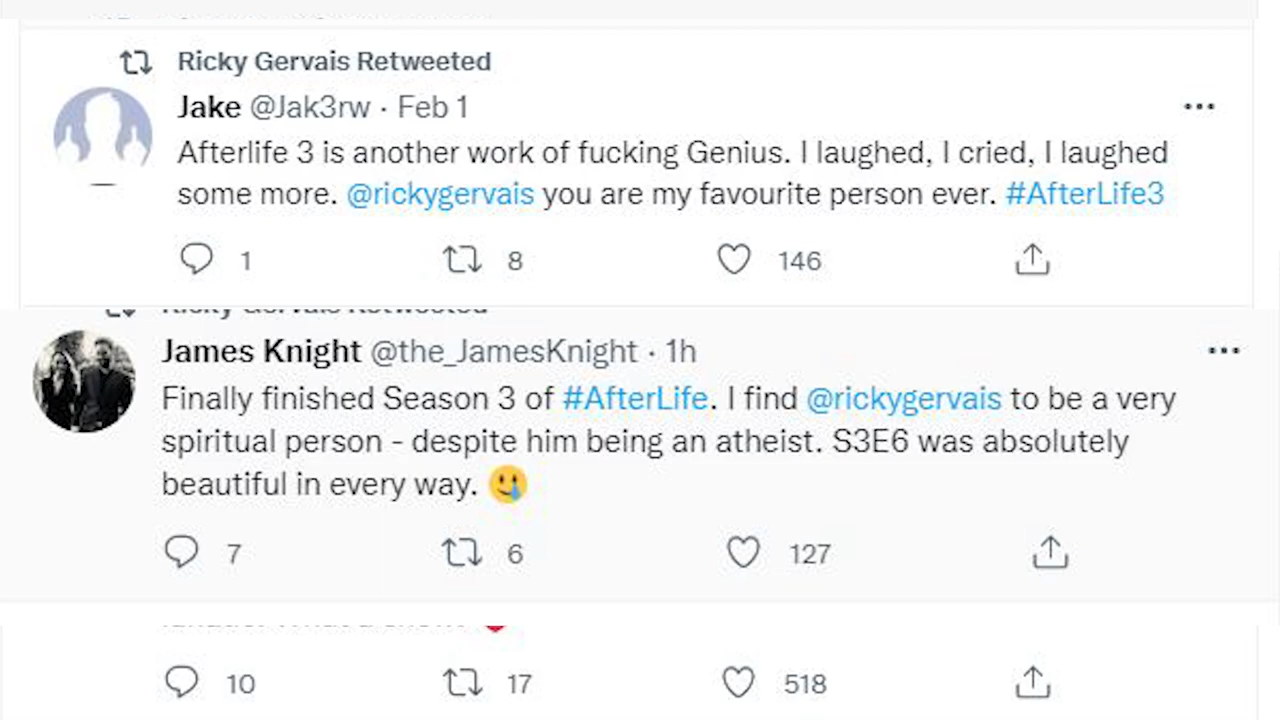 Ricky Gervais Retweeted
Jake @Jak3rw · Feb 1
Afterlife 3 is another work of fucking Genius. I laughed, I cried, I laughed
some more. @rickygervais you are my favourite person ever. #AfterLife3
1 8 146
Ricky Gervais Retweeted
James Knight @the_JamesKnight · 1h
Finally finished Season 3 of #AfterLife. I find @rickygervais to be a very
spiritual person - despite him being an atheist. S3E6 was absolutely
beautiful in every way. 🥲
7 6 127
10 17 518